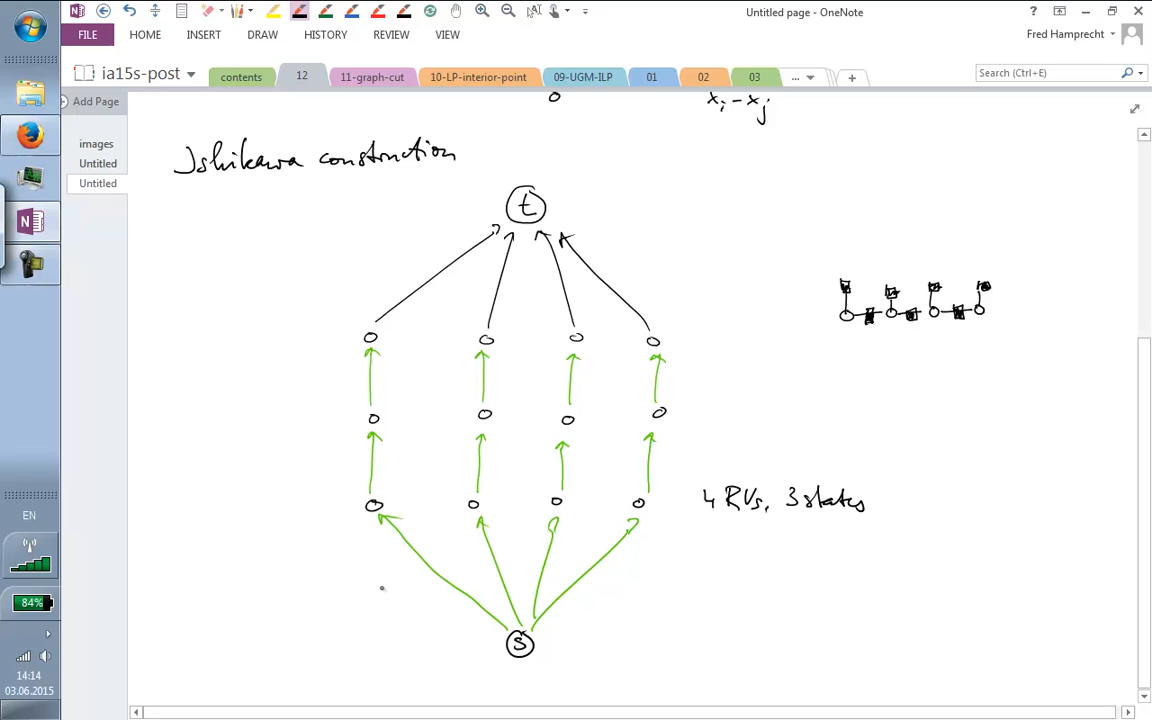 Untitled page - OneNote
FILE HOME INSERT DRAW HISTORY REVIEW VIEW
Fred Hamprecht
ia15s-post
contents 12 11-graph-cut 10-LP-interior-point 09-UGM-ILP 01 02 03 ...
Search (Ctrl+E)
Add Page
images
Untitled
Untitled
x_i - x_j
Ishikawa construction
t
4 RVs, 3 states
s
EN
84%
14:14
03.06.2015